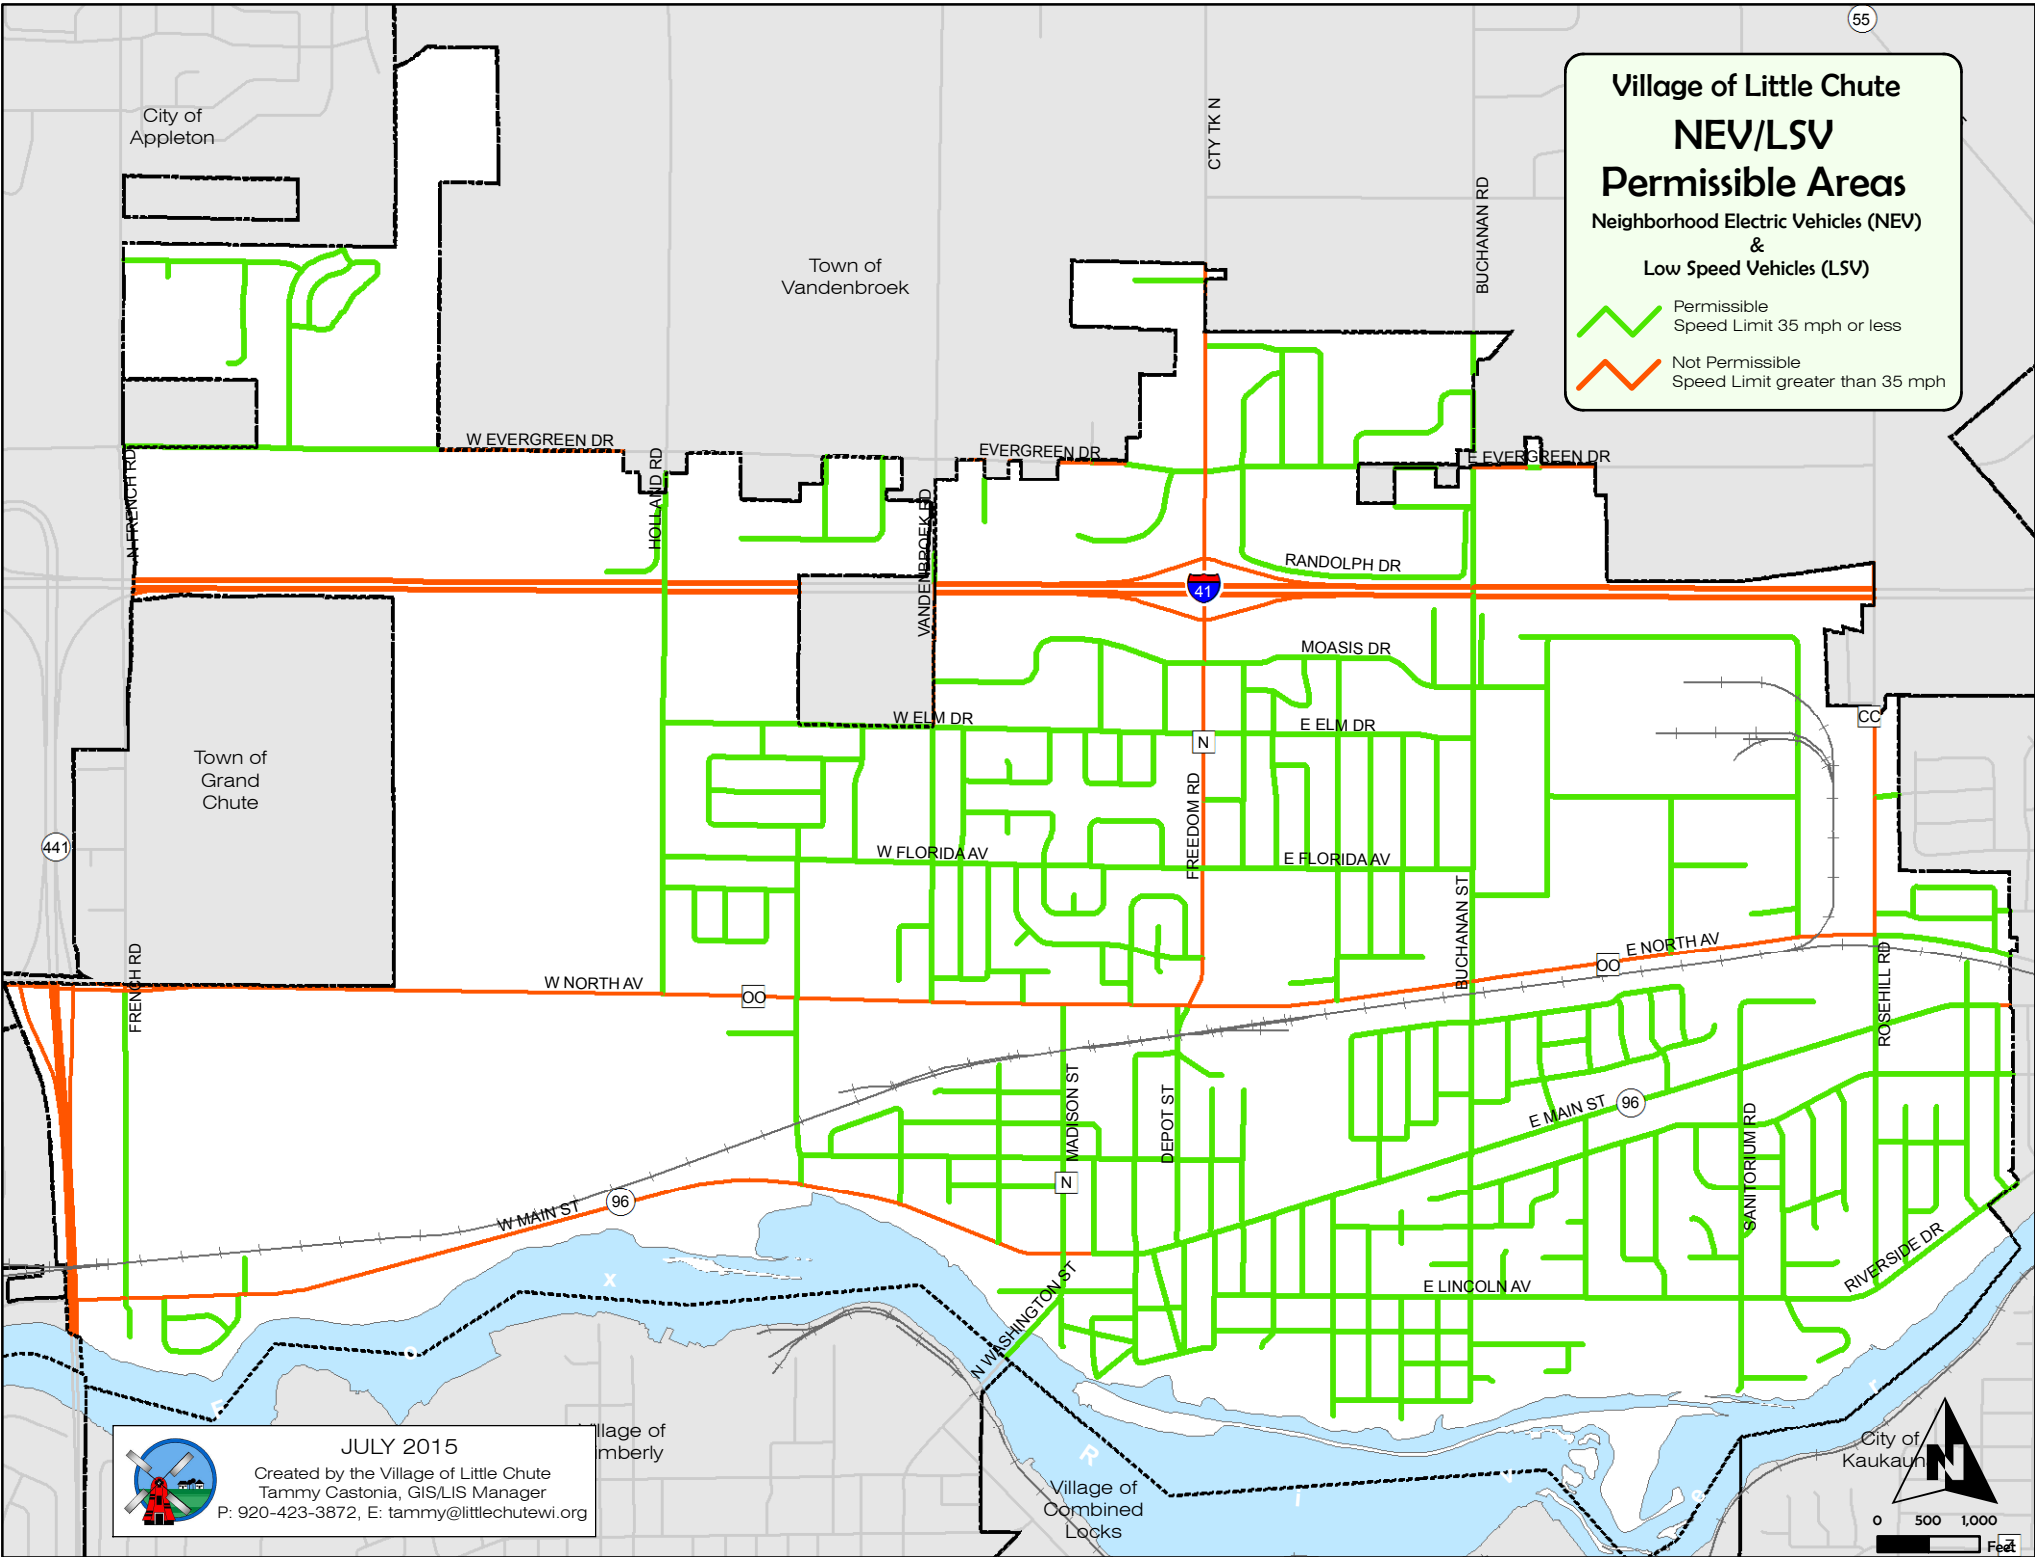 55
Village of Little Chute
NEV/LSV
Permissible Areas
Neighborhood Electric Vehicles (NEV)
&
Low Speed Vehicles (LSV)
Permissible
Speed Limit 35 mph or less
Not Permissible
Speed Limit greater than 35 mph
City of
Appleton
CTY TK N
BUCHANAN RD
Town of
Vandenbroek
W EVERGREEN DR
EVERGREEN DR
E EVERGREEN DR
N FRENCH RD
HOLLAND RD
VANDENBROEK RD
RANDOLPH DR
41
MOASIS DR
W ELM DR
E ELM DR
CC
N
Town of
Grand
Chute
FREEDOM RD
441
W FLORIDA AV
E FLORIDA AV
BUCHANAN ST
FRENCH RD
W NORTH AV
OO
OO
E NORTH AV
ROSEHILL RD
MADISON ST
DEPOT ST
E MAIN ST
96
SANITORIUM RD
N
W MAIN ST
96
RIVERSIDE DR
E LINCOLN AV
N WASHINGTON ST
F
o
x
R
i
v
e
r
JULY 2015
Created by the Village of Little Chute
Tammy Castonia, GIS/LIS Manager
P: 920-423-3872, E: tammy@littlechutewi.org
illage of
imberly
Village of
Combined
Locks
City of
Kaukaun
N
0 500 1,000
Feet
Z